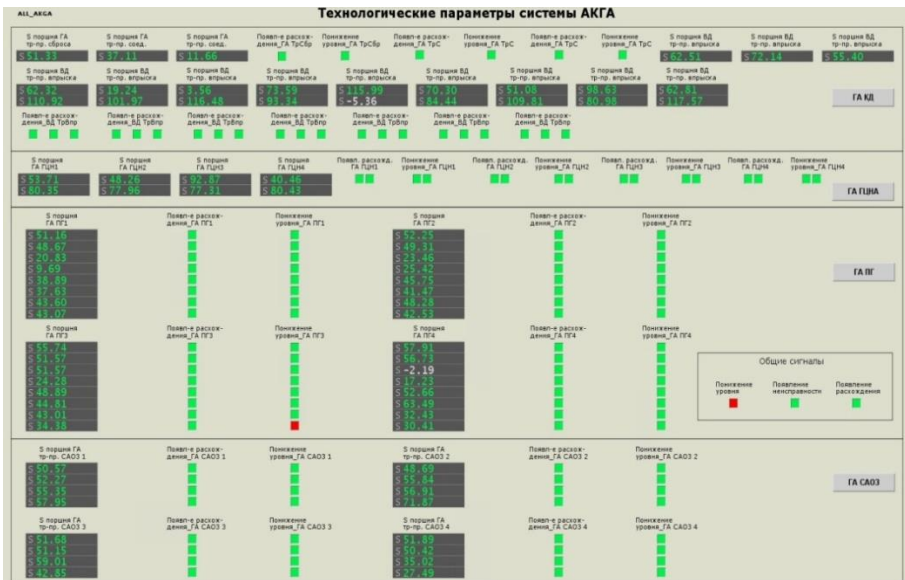 ALL_AKGA
Технологические параметры системы АКГА
S поршня ГА тр-пр. сброса
S поршня ГА тр-пр. соед.
S поршня ГА тр-пр. соед.
Появл-е расхож-дения_ГА ТрСбр
Понижение уровня_ГА ТрСбр
Появл-е расхож-дения_ГА ТрС
Понижение уровня_ГА ТрС
Появл-е расхож-дения_ГА ТрС
Понижение уровня_ГА ТрС
S поршня ВД тр-пр. впрыска
S поршня ВД тр-пр. впрыска
S поршня ВД тр-пр. впрыска
S 51.33 S 37.11 S 11.66 S 62.51 S 72.14 S 55.40
S поршня ВД тр-пр. впрыска
S поршня ВД тр-пр. впрыска
S поршня ВД тр-пр. впрыска
S поршня ВД тр-пр. впрыска
S поршня ВД тр-пр. впрыска
S поршня ВД тр-пр. впрыска
S поршня ВД тр-пр. впрыска
S поршня ВД тр-пр. впрыска
S поршня ВД тр-пр. впрыска
S 62.32 S 19.24 S 3.56 S 73.59 S 115.99 S 70.30 S 51.08 S 98.63 S 62.81
S 110.92 S 101.97 S 116.48 S 93.34 S -5.36 S 84.44 S 109.81 S 80.98 S 117.57
ГА КД
Появл-е расхож-дения_ВД ТрВпр
Появл-е расхож-дения_ВД ТрВпр
Появл-е расхож-дения_ВД ТрВпр
Появл-е расхож-дения_ВД ТрВпр
Появл-е расхож-дения_ВД ТрВпр
Появл-е расхож-дения_ВД ТрВпр
Появл-е расхож-дения_ВД ТрВпр
S поршня ГА ГЦН1
S поршня ГА ГЦН2
S поршня ГА ГЦН3
S поршня ГА ГЦН4
Появл. расхожд. ГА ГЦН1
Понижение уровня_ГА ГЦН1
Появл. расхожд. ГА ГЦН2
Понижение уровня_ГА ГЦН2
Появл. расхожд. ГА ГЦН3
Понижение уровня_ГА ГЦН3
Появл. расхожд. ГА ГЦН4
Понижение уровня_ГА ГЦН4
S 53.71 S 48.26 S 92.87 S 40.46
S 80.35 S 77.96 S 77.31 S 80.43
ГА ГЦНА
S поршня ГА ПГ1
Появл-е расхож-дения_ГА ПГ1
Понижение уровня_ГА ПГ1
S поршня ГА ПГ2
Появл-е расхож-дения_ГА ПГ2
Понижение уровня_ГА ПГ2
S 51.16 S 52.25
S 48.67 S 49.31
S 20.83 S 23.46
S 9.69 S 25.42
S 38.89 S 45.75
S 37.63 S 41.47
S 43.60 S 48.28
S 43.07 S 42.53
ГА ПГ
S поршня ГА ПГ3
Появл-е расхож-дения_ГА ПГ3
Понижение уровня_ГА ПГ3
S поршня ГА ПГ4
Появл-е расхож-дения_ГА ПГ4
Понижение уровня_ГА ПГ4
S 55.74 S 57.91
S 51.57 S 56.73
S 51.57 S -2.19
S 24.28 S 17.23
S 48.89 S 52.66
S 44.81 S 63.49
S 43.01 S 32.43
S 34.38 S 30.41
Общие сигналы
Понижение уровня
Появление неисправности
Появление расхождения
S поршня ГА тр-пр. САОЗ 1
Появл-е расхож-дения_ГА САОЗ 1
Понижение уровня_ГА САОЗ 1
S поршня ГА тр-пр. САОЗ 2
Появл-е расхож-дения_ГА САОЗ 2
Понижение уровня_ГА САОЗ 2
S 50.57 S 48.69
S 52.27 S 55.84
S 55.35 S 56.91
S 57.95 S 71.87
ГА САОЗ
S поршня ГА тр-пр. САОЗ 3
Появл-е расхож-дения_ГА САОЗ 3
Понижение уровня_ГА САОЗ 3
S поршня ГА тр-пр. САОЗ 4
Появл-е расхож-дения_ГА САОЗ 4
Понижение уровня_ГА САОЗ 4
S 51.68 S 51.89
S 51.15 S 50.42
S 59.01 S 35.02
S 42.85 S 27.49